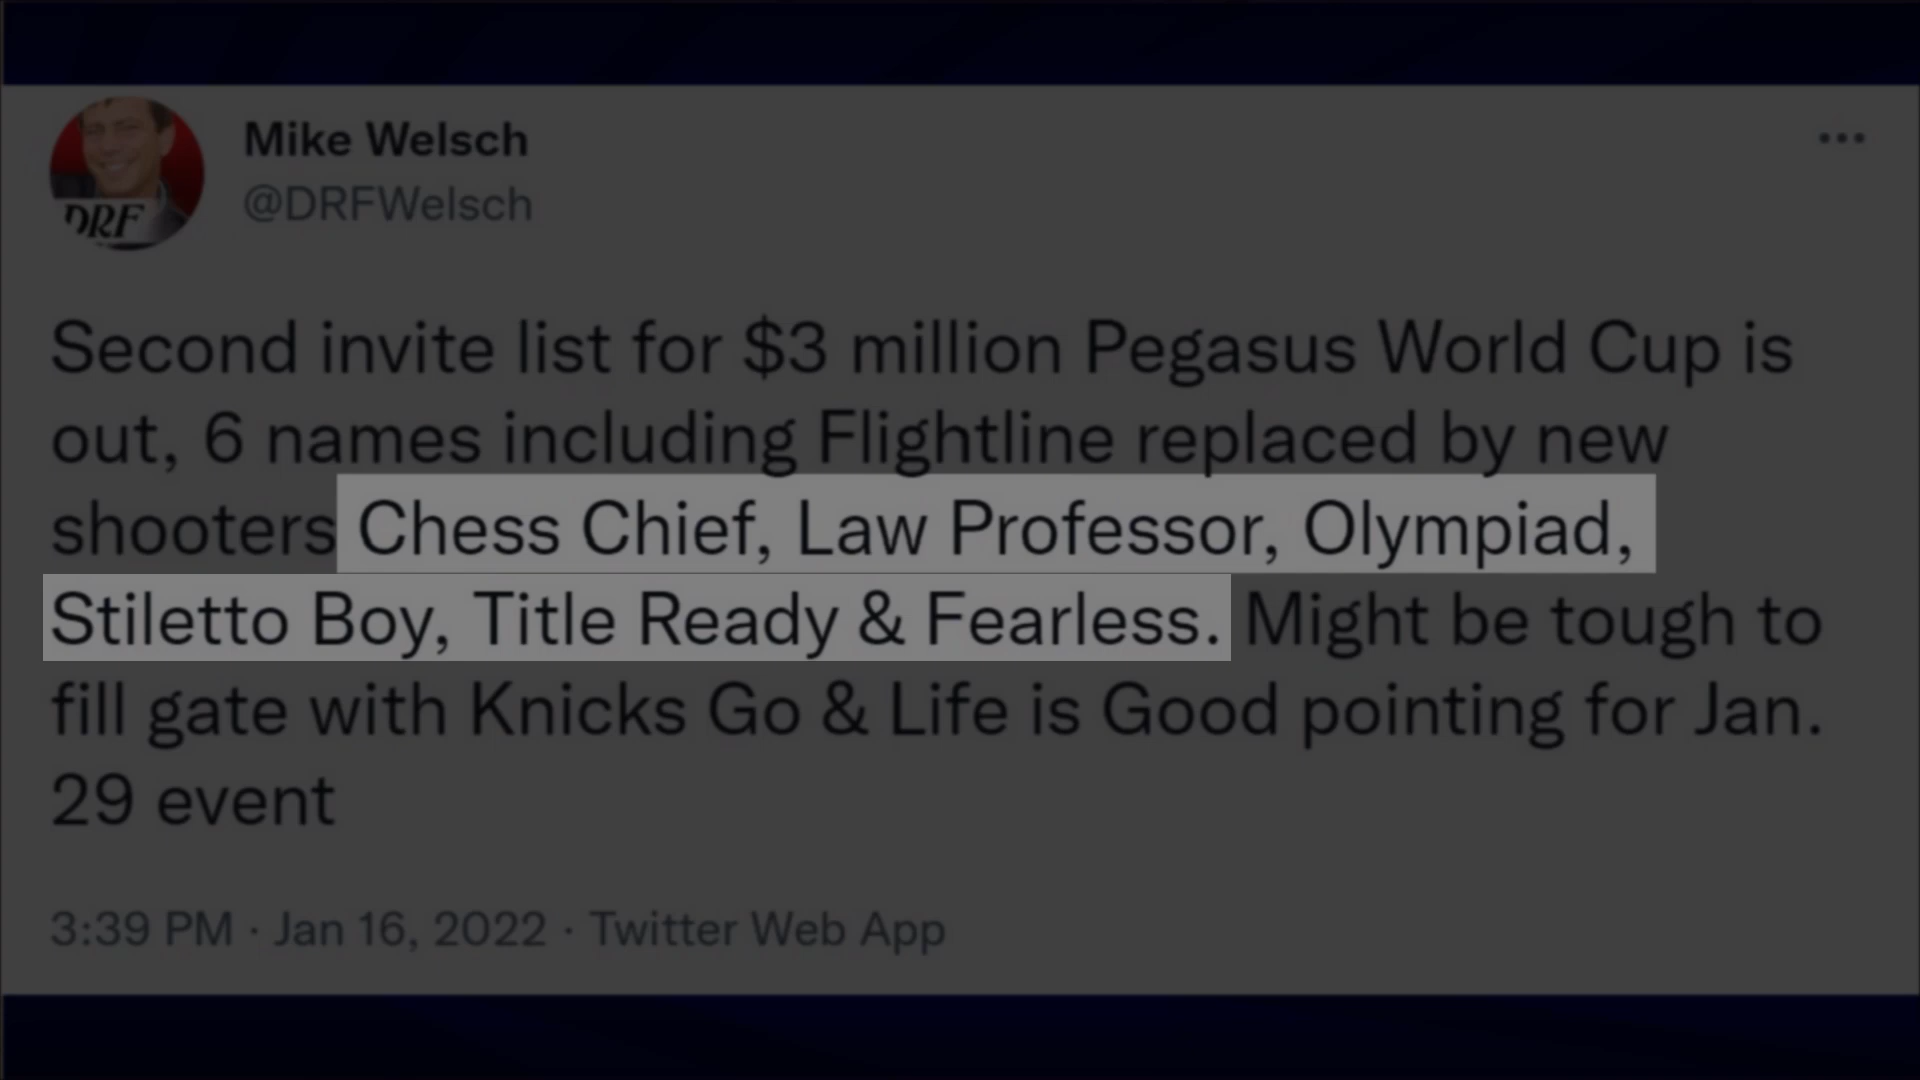 Mike Welsch
@DRFWelsch
DRF
Second invite list for $3 million Pegasus World Cup is
out, 6 names including Flightline replaced by new
shooters Chess Chief, Law Professor, Olympiad,
Stiletto Boy, Title Ready & Fearless. Might be tough to
fill gate with Knicks Go & Life is Good pointing for Jan.
29 event
3:39 PM · Jan 16, 2022 · Twitter Web App